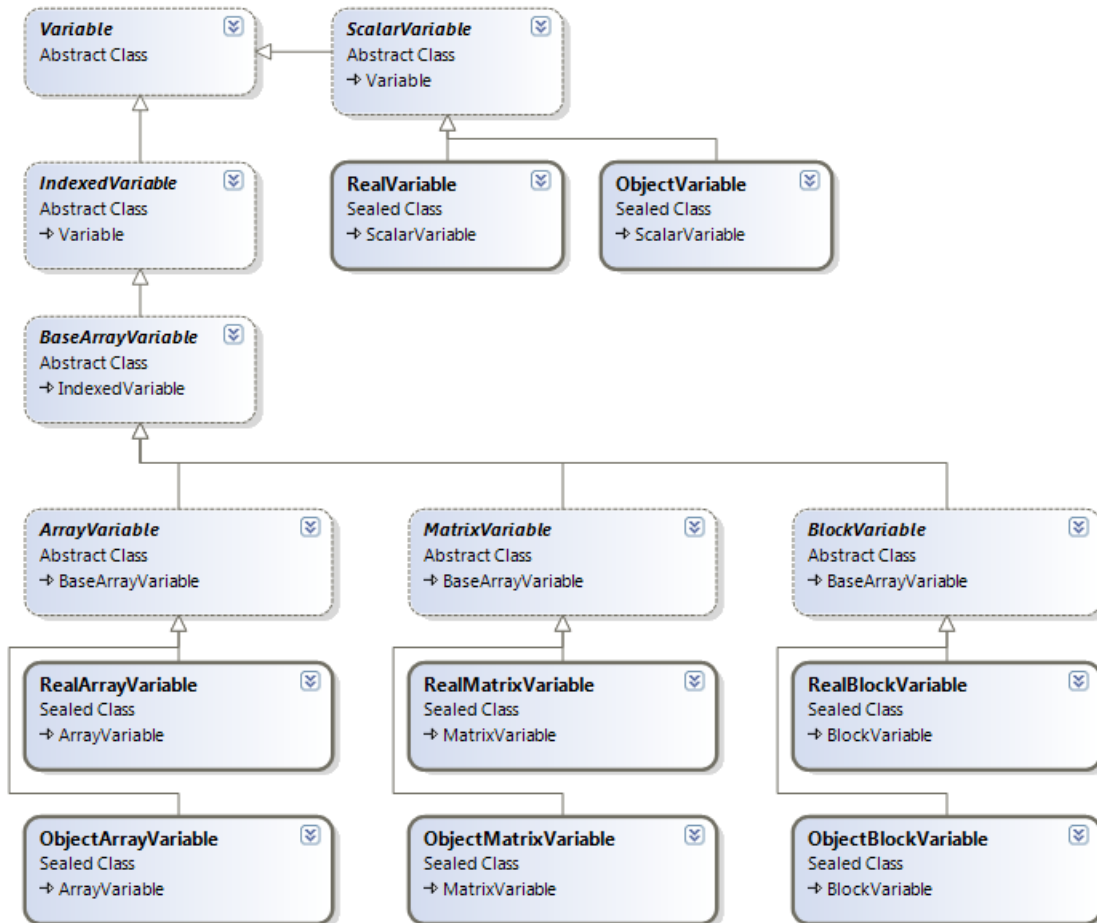 Variable
Abstract Class
ScalarVariable
Abstract Class
Variable
IndexedVariable
Abstract Class
Variable
RealVariable
Sealed Class
ScalarVariable
ObjectVariable
Sealed Class
ScalarVariable
BaseArrayVariable
Abstract Class
IndexedVariable
ArrayVariable
Abstract Class
BaseArrayVariable
MatrixVariable
Abstract Class
BaseArrayVariable
BlockVariable
Abstract Class
BaseArrayVariable
RealArrayVariable
Sealed Class
ArrayVariable
RealMatrixVariable
Sealed Class
MatrixVariable
RealBlockVariable
Sealed Class
BlockVariable
ObjectArrayVariable
Sealed Class
ArrayVariable
ObjectMatrixVariable
Sealed Class
MatrixVariable
ObjectBlockVariable
Sealed Class
BlockVariable